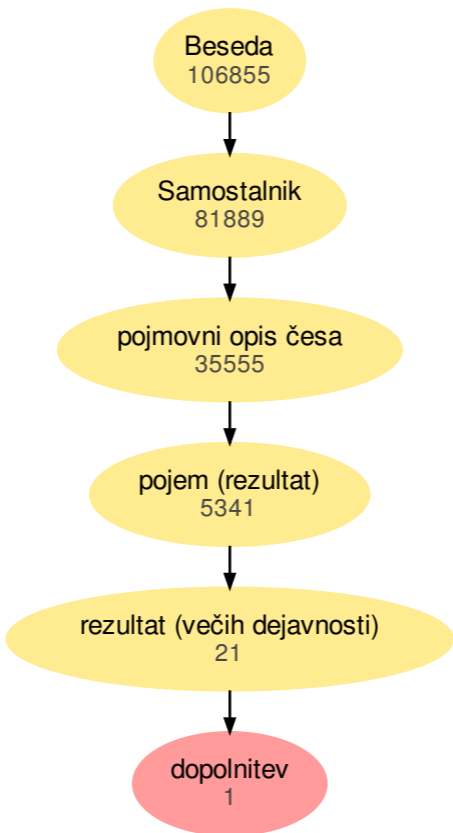 Beseda
106855
Samostalnik
81889
pojmovni opis česa
35555
pojem (rezultat)
5341
rezultat (večih dejavnosti)
21
dopolnitev
1